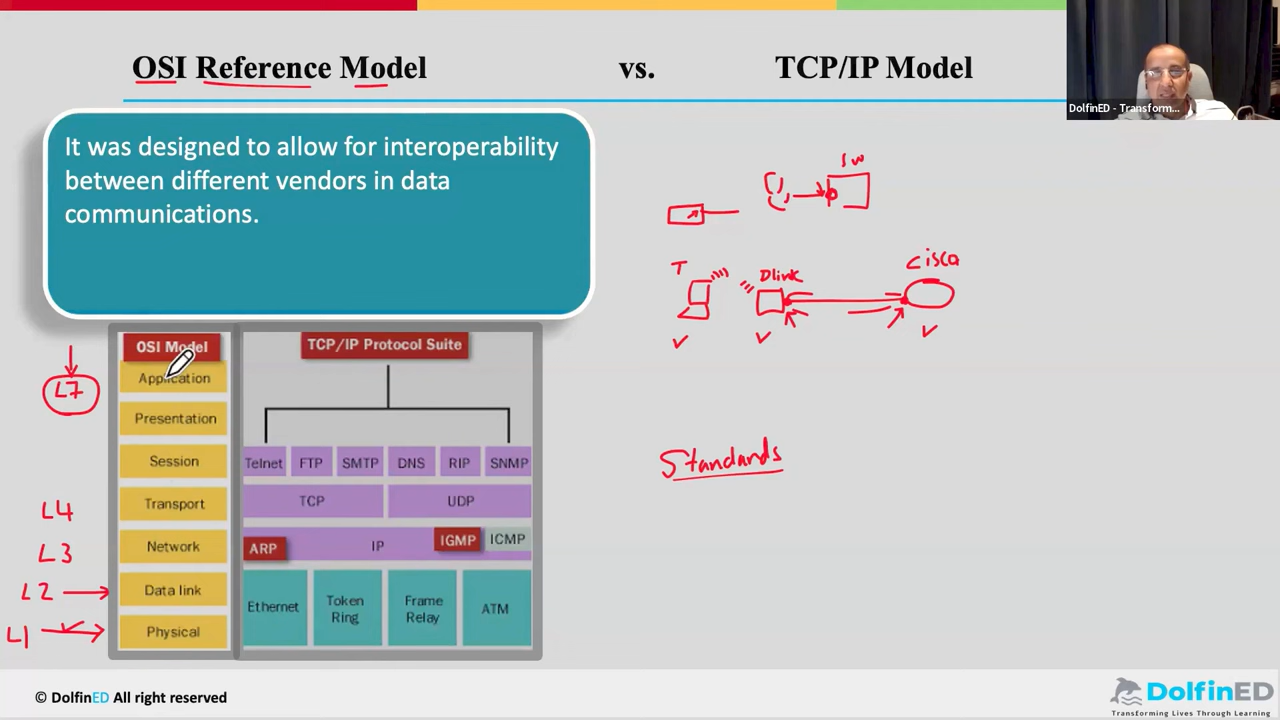 OSI Reference Model vs. TCP/IP Model
DolfinED - Transform...
It was designed to allow for interoperability
between different vendors in data
communications.
SW
T
Dlink
Cisco
OSI Model
TCP/IP Protocol Suite
L7
Application
Presentation
Session
Telnet FTP SMTP DNS RIP SNMP
Standards
L4
Transport
TCP UDP
L3
Network
ARP IP IGMP ICMP
L2
Data link
Ethernet Token Ring Frame Relay ATM
L1
Physical
© DolfinED All right reserved
DolfinED
Transforming Lives Through Learning